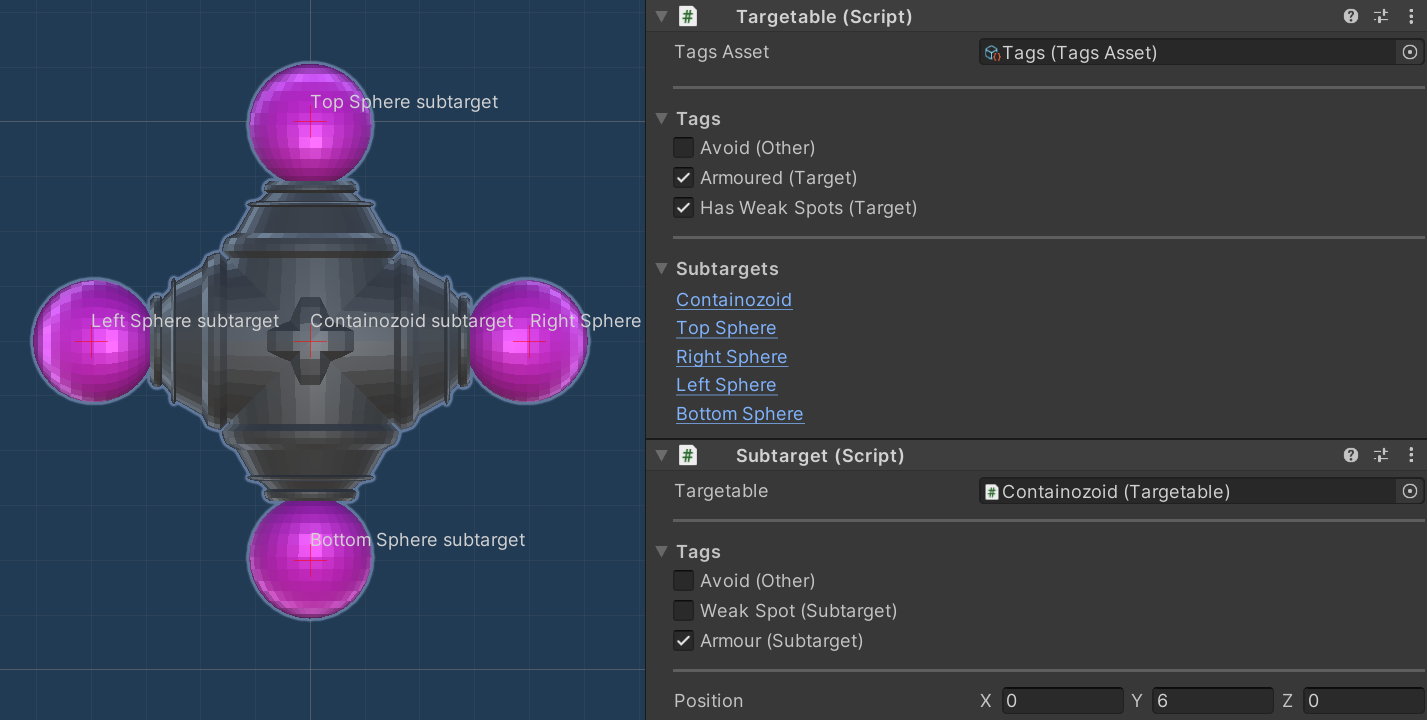 Top Sphere subtarget
Left Sphere subtarget
Containozoid subtarget
Right Sphere
Bottom Sphere subtarget
Targetable (Script)
Tags Asset
Tags (Tags Asset)
Tags
Avoid (Other)
Armoured (Target)
Has Weak Spots (Target)
Subtargets
Containozoid
Top Sphere
Right Sphere
Left Sphere
Bottom Sphere
Subtarget (Script)
Targetable
Containozoid (Targetable)
Tags
Avoid (Other)
Weak Spot (Subtarget)
Armour (Subtarget)
Position X 0 Y 6 Z 0